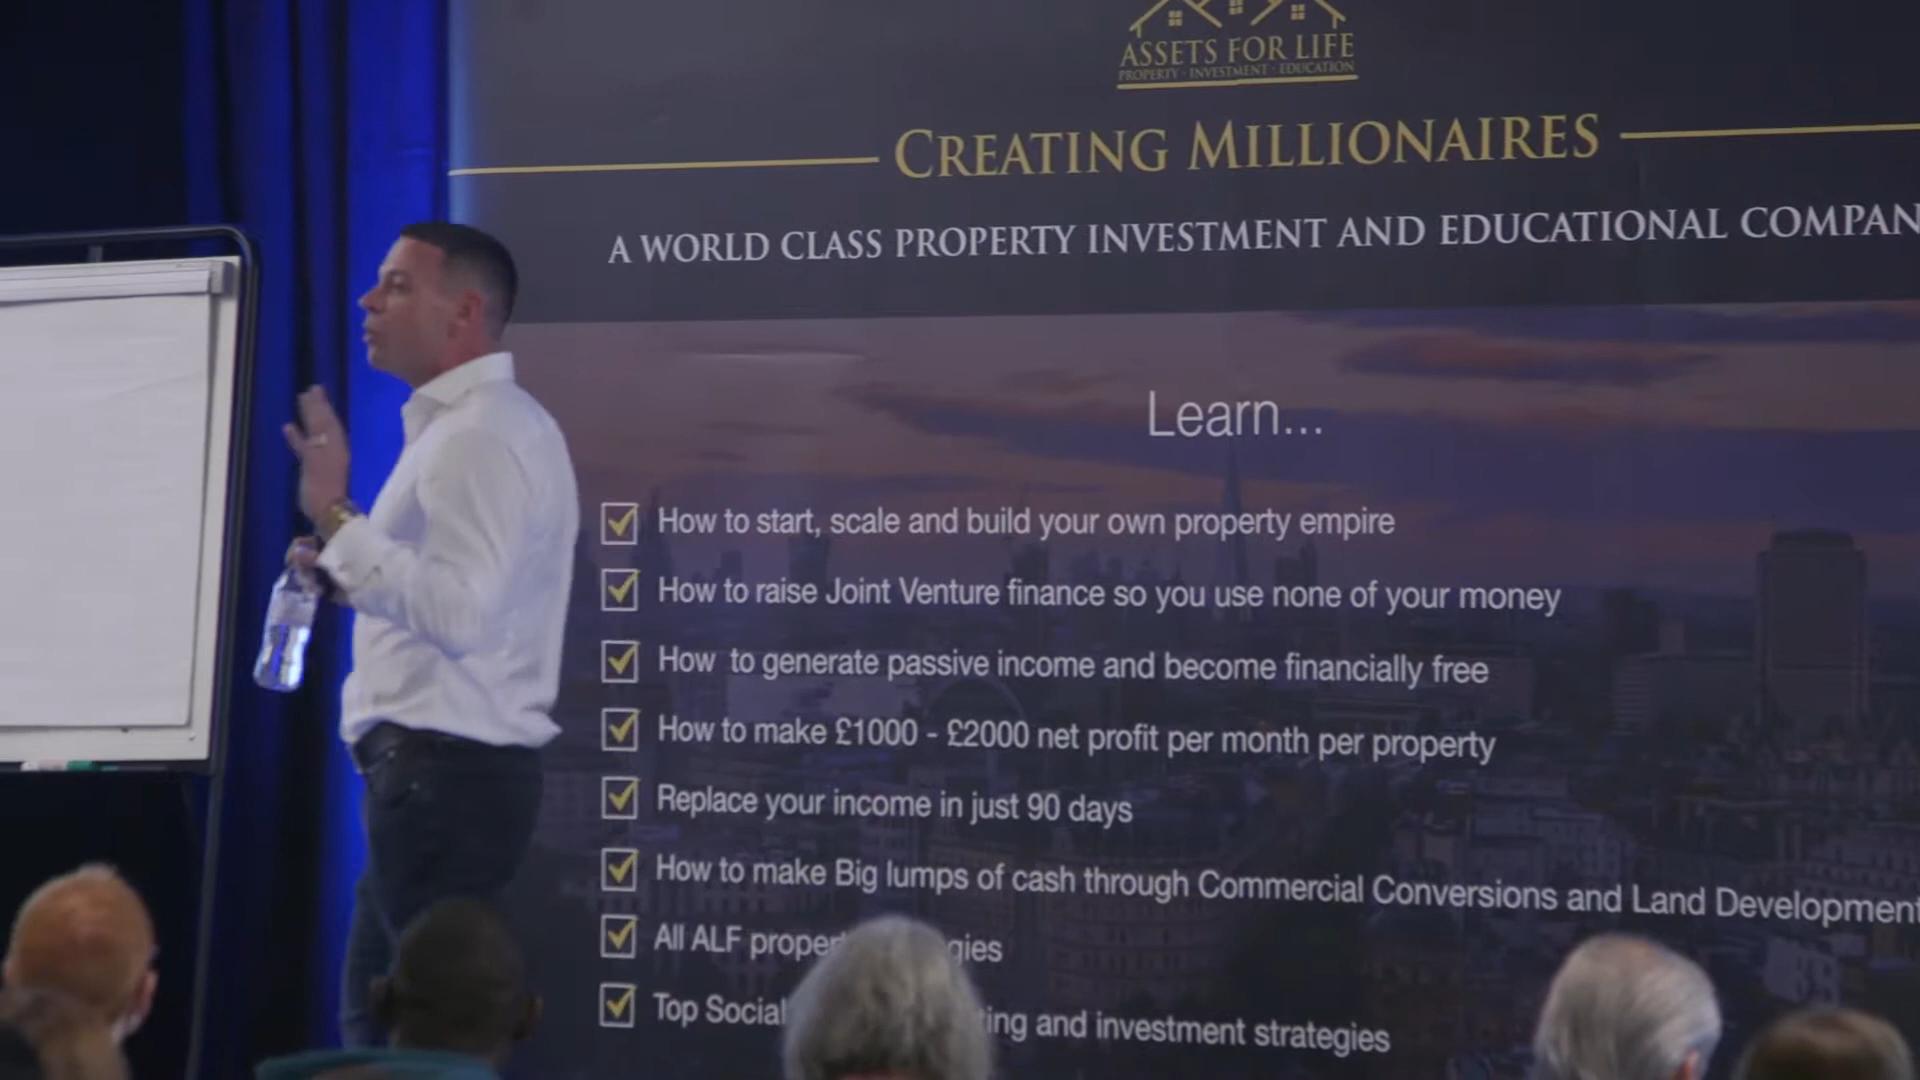 ASSETS FOR LIFE
PROPERTY · INVESTMENT · EDUCATION
CREATING MILLIONAIRES
A WORLD CLASS PROPERTY INVESTMENT AND EDUCATIONAL COMPAN
Learn...
How to start, scale and build your own property empire
How to raise Joint Venture finance so you use none of your money
How to generate passive income and become financially free
How to make £1000 - £2000 net profit per month per property
Replace your income in just 90 days
How to make Big lumps of cash through Commercial Conversions and Land Development
All ALF proper gies
Top Social ing and investment strategies